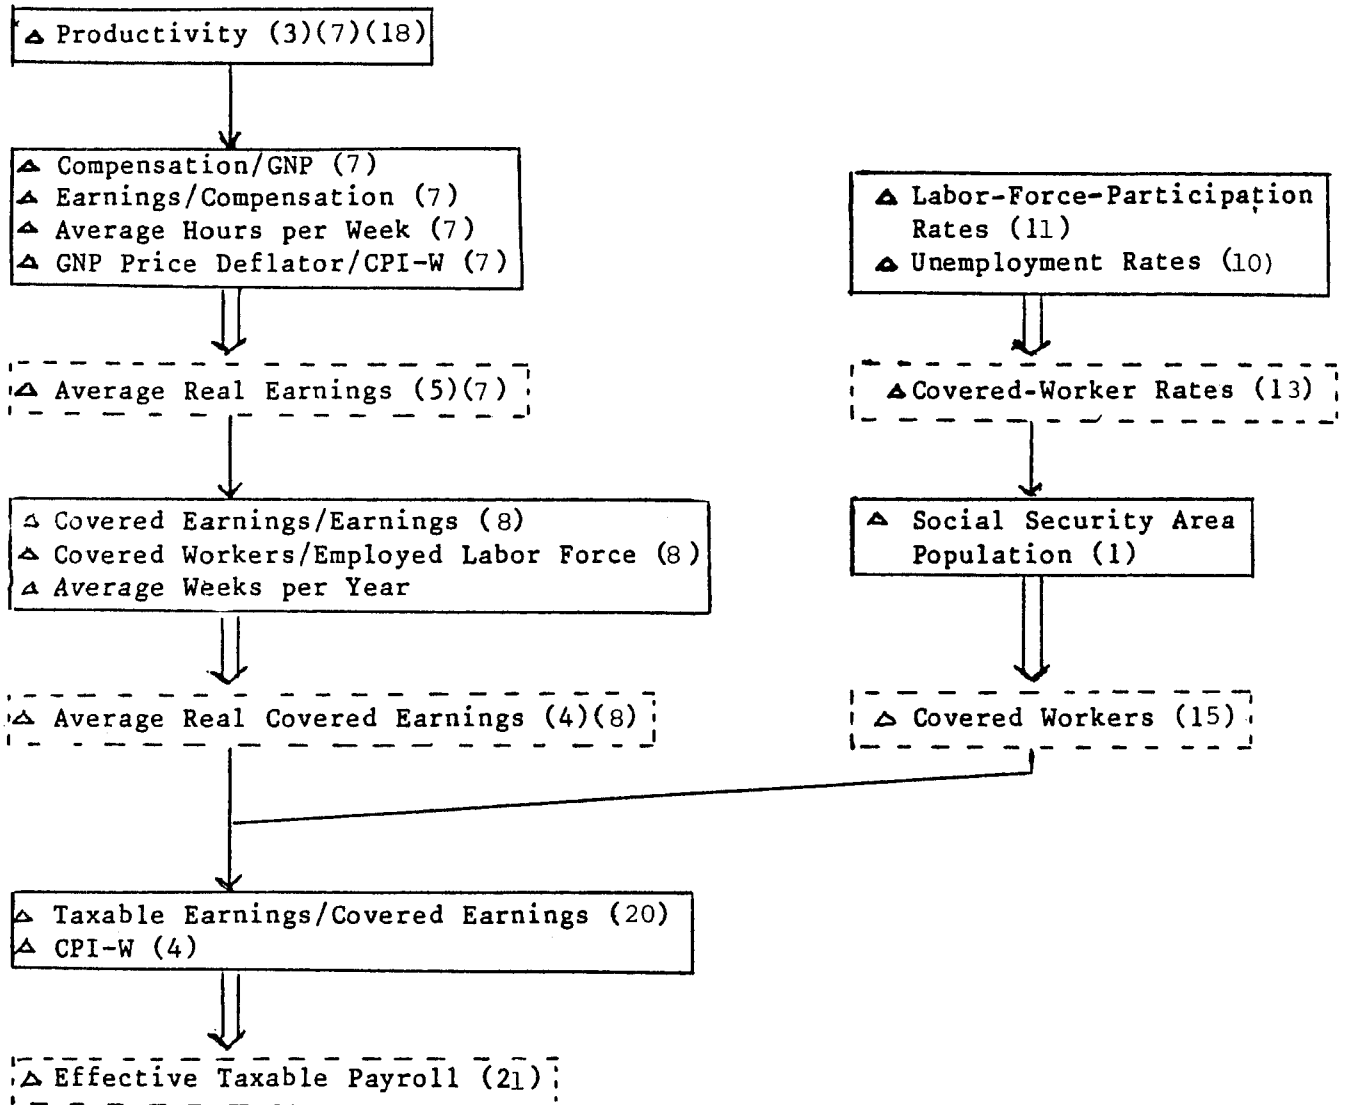 △ Productivity (3)(7)(18)
△ Compensation/GNP (7)
△ Earnings/Compensation (7)
△ Average Hours per Week (7)
△ GNP Price Deflator/CPI-W (7)
△ Labor-Force-Participation
Rates (11)
△ Unemployment Rates (10)
△ Average Real Earnings (5)(7)
△ Covered-Worker Rates (13)
△ Covered Earnings/Earnings (8)
△ Covered Workers/Employed Labor Force (8)
△ Average Weeks per Year
△ Social Security Area
Population (1)
△ Average Real Covered Earnings (4)(8)
△ Covered Workers (15)
△ Taxable Earnings/Covered Earnings (20)
△ CPI-W (4)
△ Effective Taxable Payroll (21)